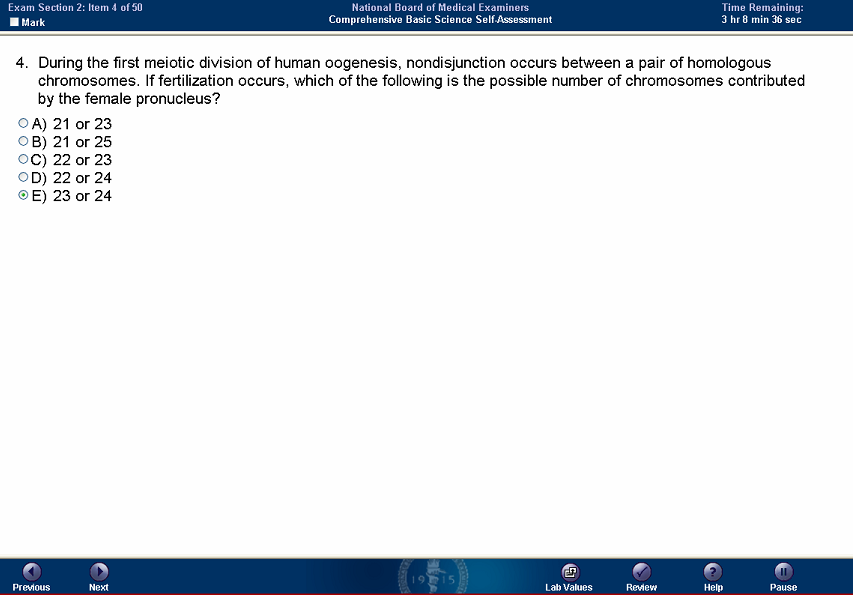 Exam Section 2: Item 4 of 50
National Board of Medical Examiners
Time Remaining:
Mark
Comprehensive Basic Science Self-Assessment
3 hr 8 min 36 sec
4. During the first meiotic division of human oogenesis, nondisjunction occurs between a pair of homologous
chromosomes. If fertilization occurs, which of the following is the possible number of chromosomes contributed
by the female pronucleus?
A) 21 or 23
B) 21 or 25
C) 22 or 23
D) 22 or 24
E) 23 or 24
1915
Previous
Next
Lab Values
Review
Help
Pause